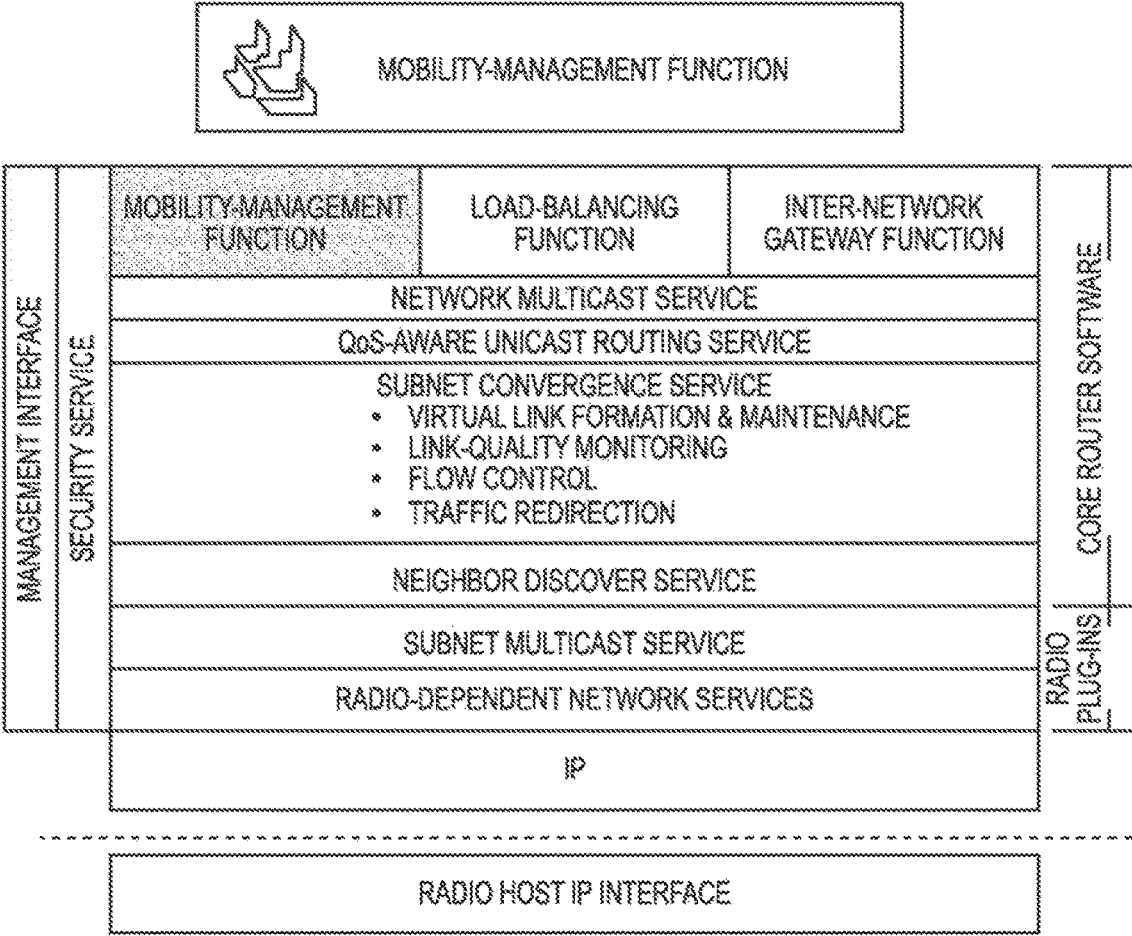 MOBILITY-MANAGEMENT FUNCTION
MANAGEMENT INTERFACE
SECURITY SERVICE
MOBILITY-MANAGEMENT
FUNCTION
LOAD-BALANCING
FUNCTION
INTER-NETWORK
GATEWAY FUNCTION
NETWORK MULTICAST SERVICE
QoS-AWARE UNICAST ROUTING SERVICE
SUBNET CONVERGENCE SERVICE
• VIRTUAL LINK FORMATION & MAINTENANCE
• LINK-QUALITY MONITORING
• FLOW CONTROL
• TRAFFIC REDIRECTION
NEIGHBOR DISCOVER SERVICE
SUBNET MULTICAST SERVICE
RADIO-DEPENDENT NETWORK SERVICES
IP
CORE ROUTER SOFTWARE
RADIO
PLUG-INS
RADIO HOST IP INTERFACE